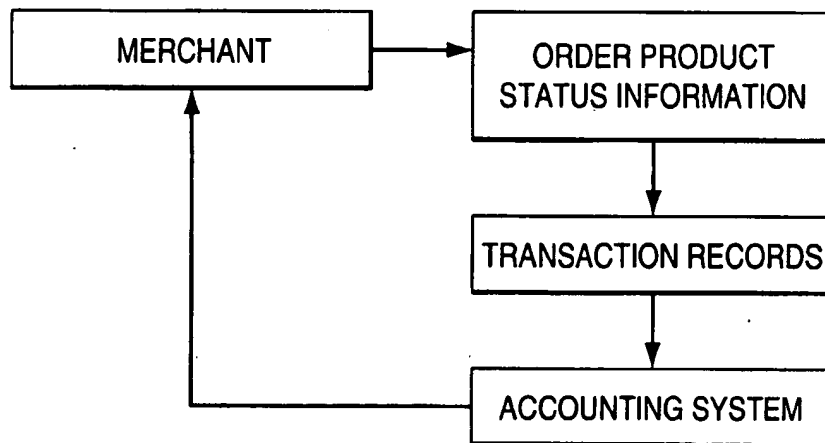 MERCHANT
ORDER PRODUCT
STATUS INFORMATION
TRANSACTION RECORDS
ACCOUNTING SYSTEM